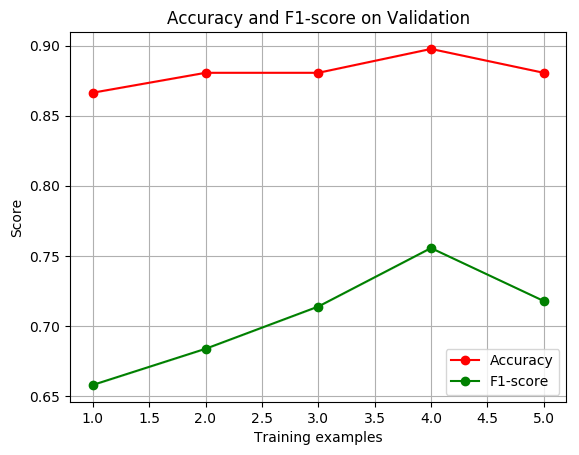 Accuracy and F1-score on Validation
0.90
0.85
0.80
0.75
0.70
0.65
Score
1.0 1.5 2.0 2.5 3.0 3.5 4.0 4.5 5.0
Training examples
Accuracy
F1-score